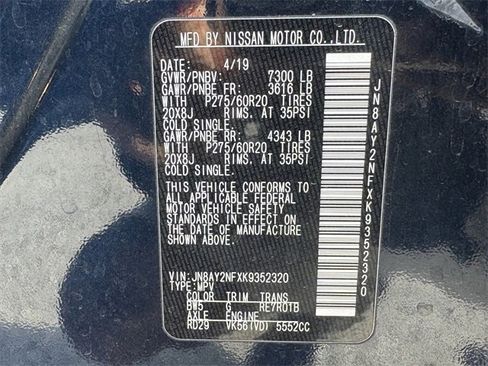 MFD BY NISSAN MOTOR CO.,LTD.
DATE: 4/19
GVWR/PNBV: 7300 LB
GAWR/PNBE FR: 3616 LB
WITH P275/60R20 TIRES
20X8J RIMS, AT 35PSI
COLD SINGLE.
GAWR/PNBE RR: 4343 LB
WITH P275/60R20 TIRES
20X8J RIMS, AT 35PSI
COLD SINGLE.
THIS VEHICLE CONFORMS TO
ALL APPLICABLE FEDERAL
MOTOR VEHICLE SAFETY
STANDARDS IN EFFECT ON
THE DATE OF MANUFACTURE
SHOWN ABOVE.
VIN:JN8AY2NFXK9352320
TYPE:MPV
COLOR TRIM TRANS
BW5 G RE7R01B
AXLE ENGINE
RD29 VK56(VD) 5552CC
JN8AY2NFXK9352320